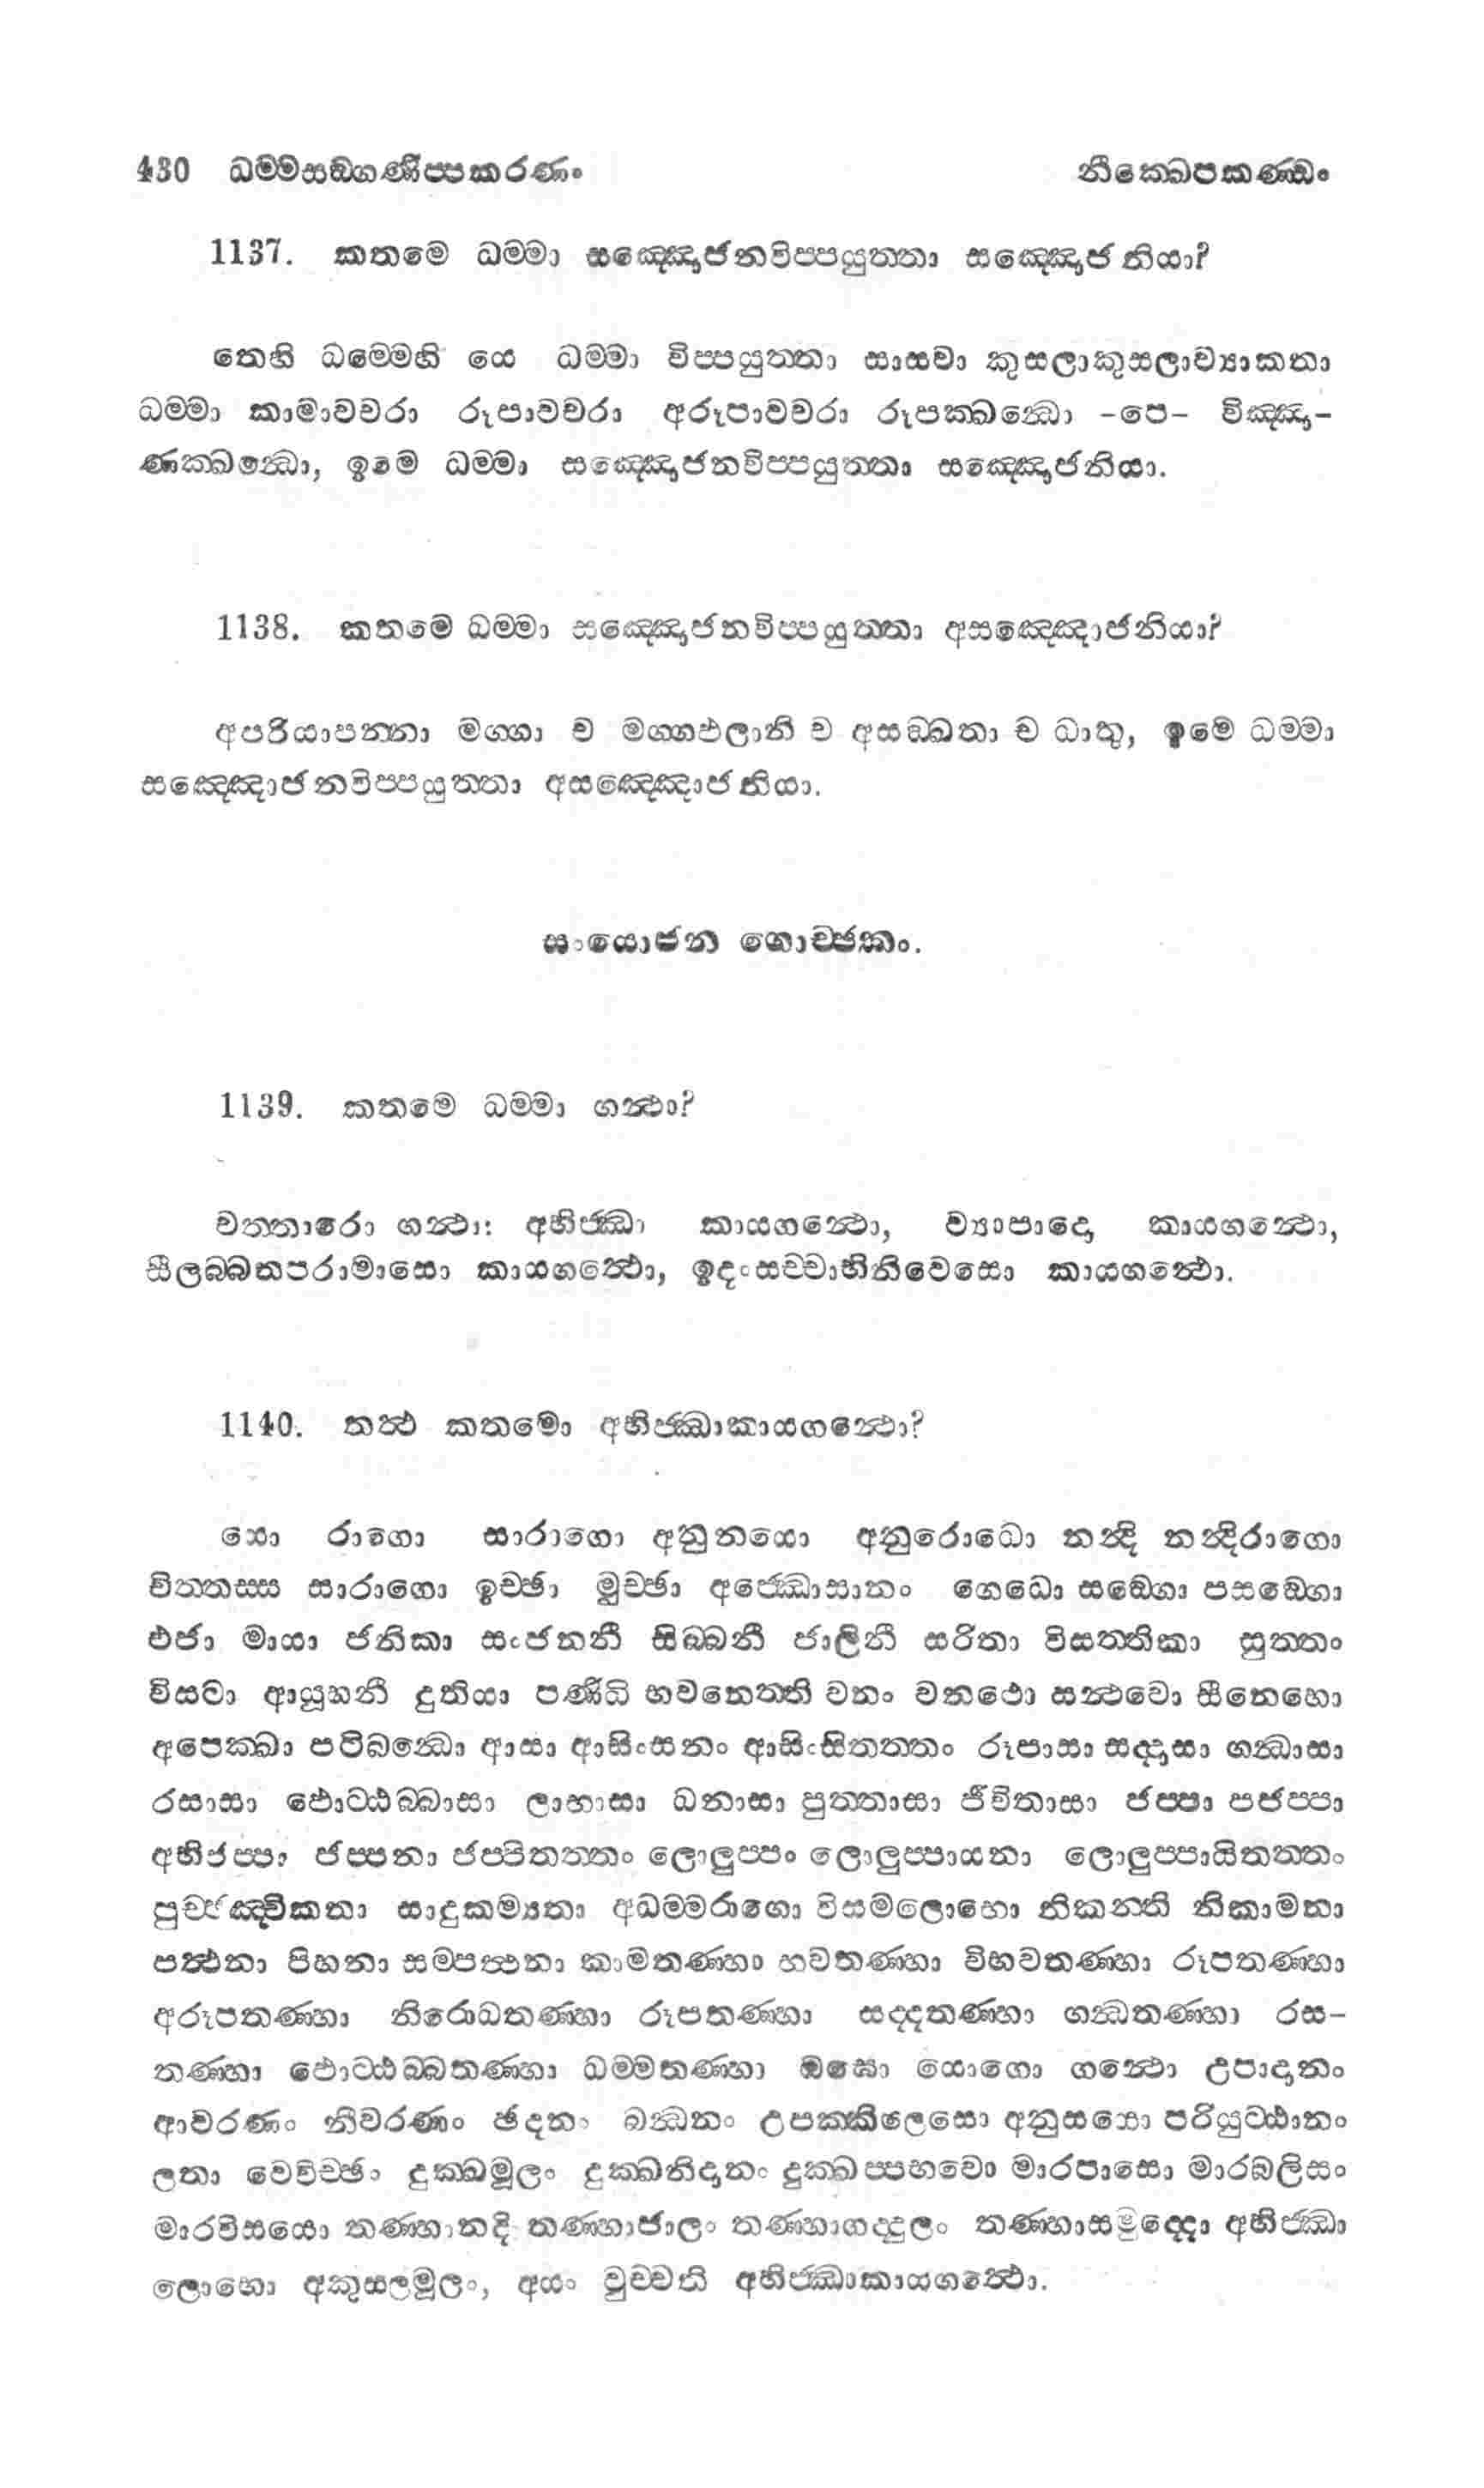 430 ධම්මසඞ්ගණිප්පකරණං නික්ඛෙපකණ්ඩං
1137. කතමෙ ධම්මා සඤ්ඤොජනවිප්පයුත්තා සඤ්ඤොජනියා?
තෙහි ධම්මෙහි යෙ ධම්මා විප්පයුත්තා සාසවා කුසලාකුසලාව්‍යාකතා
ධම්මා කාමාවචරා රූපාවචරා අරූපාවචරා රූපක්ඛන්ධො -පෙ- විඤ්ඤා-
ණක්ඛන්ධො, ඉමෙ ධම්මා සඤ්ඤොජනවිප්පයුත්තා සඤ්ඤොජනියා.
1138. කතමෙ ධම්මා සඤ්ඤොජනවිප්පයුත්තා අසඤ්ඤොජනියා?
අපරියාපන්නා මග්ගා ච මග්ගඵලානි ච අසඞ්ඛතා ච ධාතු, ඉමෙ ධම්මා
සඤ්ඤොජනවිප්පයුත්තා අසඤ්ඤොජනියා.
සංයොජන ගොච්ඡකං.
1139. කතමෙ ධම්මා ගන්ථා?
චත්තාරො ගන්ථා: අභිජ්ඣා කායගන්ථො, ව්‍යාපාදො, කායගන්ථො,
සීලබ්බතපරාමාසො කායගන්ථො, ඉදංසච්චාභිනිවෙසො කායගන්ථො.
1140. තත්ථ කතමො අභිජ්ඣාකායගන්ථො?
යො රාගො සාරාගො අනුනයො අනුරොධො නන්දි නන්දිරාගො
චිත්තස්ස සාරාගො ඉච්ඡා මුච්ඡා අජ්ඣොසානං ගෙධො සඞ්ගො පසඞ්ගො
එජා මායා ජනිකා සංජනනී සිබ්බනී ජාලිනී සරිතා විසත්තිකා සුත්තං
විසටා ආයූහනී දුතියා පණිධි භවනෙත්ති වනං වනථො සන්ථවො සිනෙහො
අපෙක්ඛා පටිබන්ධො ආසා ආසිංසනං ආසිංසිතත්තං රූපාසා සද්දාසා ගන්ධාසා
රසාසා ඵොට්ඨබ්බාසා ලාභාසා ධනාසා පුත්තාසා ජීවිතාසා ජප්පා පජප්පා
අභිජප්පා ජප්පනා ජප්පිතත්තං ලොලුප්පං ලොලුප්පායනා ලොලුප්පායිතත්තං
පුච්ඡඤ්චිකතා සාදුකම්‍යතා අධම්මරාගො විසමලොභො නිකන්ති නිකාමනා
පත්ථනා පිහනා සම්පත්ථනා කාමතණ්හා භවතණ්හා විභවතණ්හා රූපතණ්හා
අරූපතණ්හා නිරොධතණ්හා රූපතණ්හා සද්දතණ්හා ගන්ධතණ්හා රස-
තණ්හා ඵොට්ඨබ්බතණ්හා ධම්මතණ්හා ඔඝො යොගො ගන්ථො උපාදානං
ආවරණං නීවරණං ඡදනං බන්ධනං උපක්කිලෙසො අනුසයො පරියුට්ඨානං
ලතා වෙවිච්ඡං දුක්ඛමූලං දුක්ඛනිදානං දුක්ඛප්පභවො මාරපාසො මාරබලිසං
මාරවිසයො තණ්හානදි තණ්හාජාලං තණ්හාගද්දුලං තණ්හාසමුද්දො අභිජ්ඣා
ලොභො අකුසලමූලං, අයං වුච්චති අභිජ්ඣාකායගන්ථො.